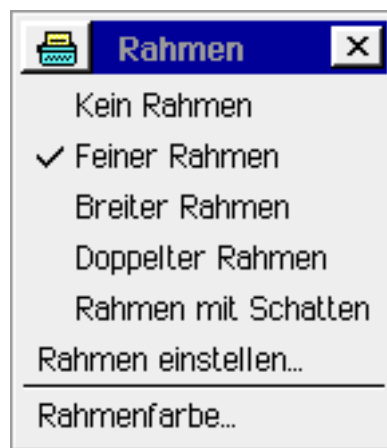 Rahmen
Kein Rahmen
Feiner Rahmen
Breiter Rahmen
Doppelter Rahmen
Rahmen mit Schatten
Rahmen einstellen...
Rahmenfarbe...